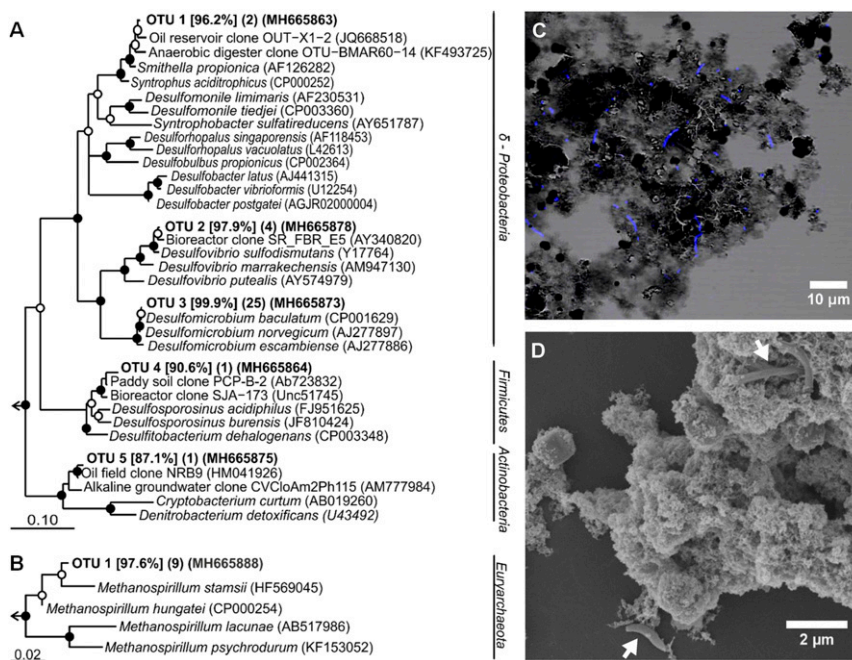 A
OTU 1 [96.2%] (2) (MH665863)
Oil reservoir clone OUT-X1-2 (JQ668518)
Anaerobic digester clone OTU-BMAR60-14 (KF493725)
Smithella propionica (AF126282)
Syntrophus aciditrophicus (CP000252)
Desulfomonile limimaris (AF230531)
Desulfomonile tiedjei (CP003360)
Syntrophobacter sulfatireducens (AY651787)
Desulforhopalus singaporensis (AF118453)
Desulforhopalus vacuolatus (L42613)
Desulfobulbus propionicus (CP002364)
Desulfobacter latus (AJ441315)
Desulfobacter vibrioformis (U12254)
Desulfobacter postgatei (AGJR02000004)
OTU 2 [97.9%] (4) (MH665878)
Bioreactor clone SR_FBR_E5 (AY340820)
Desulfovibrio sulfodismutans (Y17764)
Desulfovibrio marrakechensis (AM947130)
Desulfovibrio putealis (AY574979)
OTU 3 [99.9%] (25) (MH665873)
Desulfomicrobium baculatum (CP001629)
Desulfomicrobium norvegicum (AJ277897)
Desulfomicrobium escambiense (AJ277886)
δ - Proteobacteria
OTU 4 [90.6%] (1) (MH665864)
Paddy soil clone PCP-B-2 (Ab723832)
Bioreactor clone SJA-173 (Unc51745)
Desulfosporosinus acidiphilus (FJ951625)
Desulfosporosinus burensis (JF810424)
Desulfitobacterium dehalogenans (CP003348)
Firmicutes
OTU 5 [87.1%] (1) (MH665875)
Oil field clone NRB9 (HM041926)
Alkaline groundwater clone CVCloAm2Ph115 (AM777984)
Cryptobacterium curtum (AB019260)
Denitrobacterium detoxificans (U43492)
Actinobacteria
0.10
B
OTU 1 [97.6%] (9) (MH665888)
Methanospirillum stamsii (HF569045)
Methanospirillum hungatei (CP000254)
Methanospirillum lacunae (AB517986)
Methanospirillum psychrodurum (KF153052)
Euryarchaeota
0.02
C
10 µm
D
2 µm